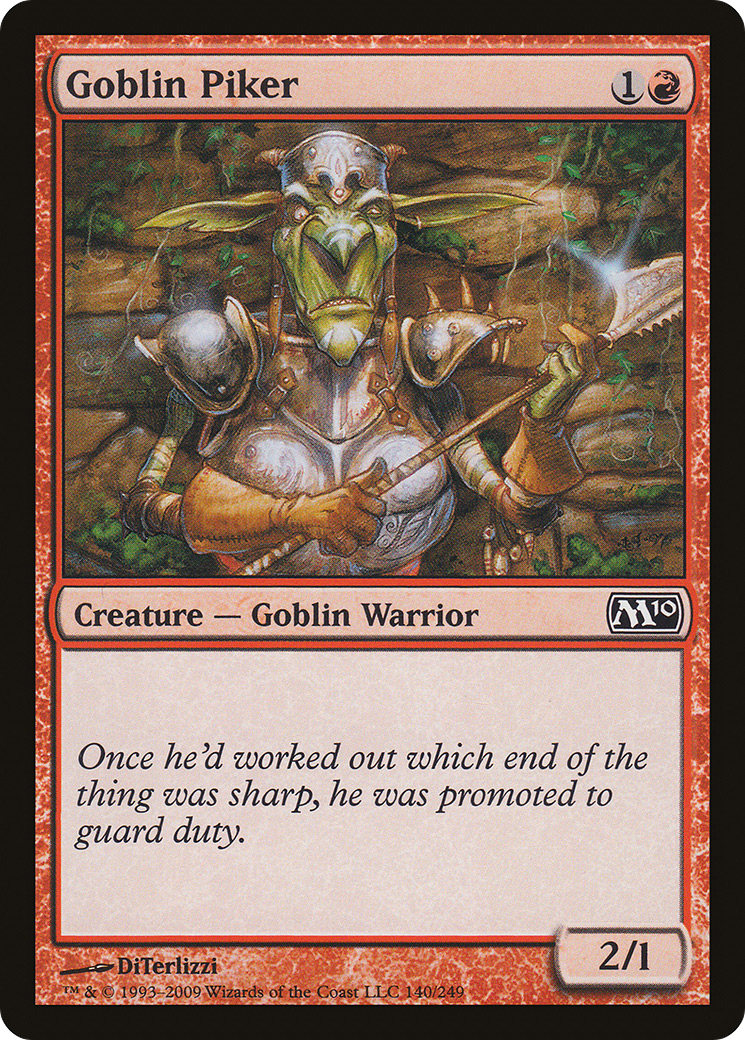 Goblin Piker
1
Creature — Goblin Warrior
M10
Once he'd worked out which end of the
thing was sharp, he was promoted to
guard duty.
2/1
DiTerlizzi
™ & © 1993–2009 Wizards of the Coast LLC 140/249